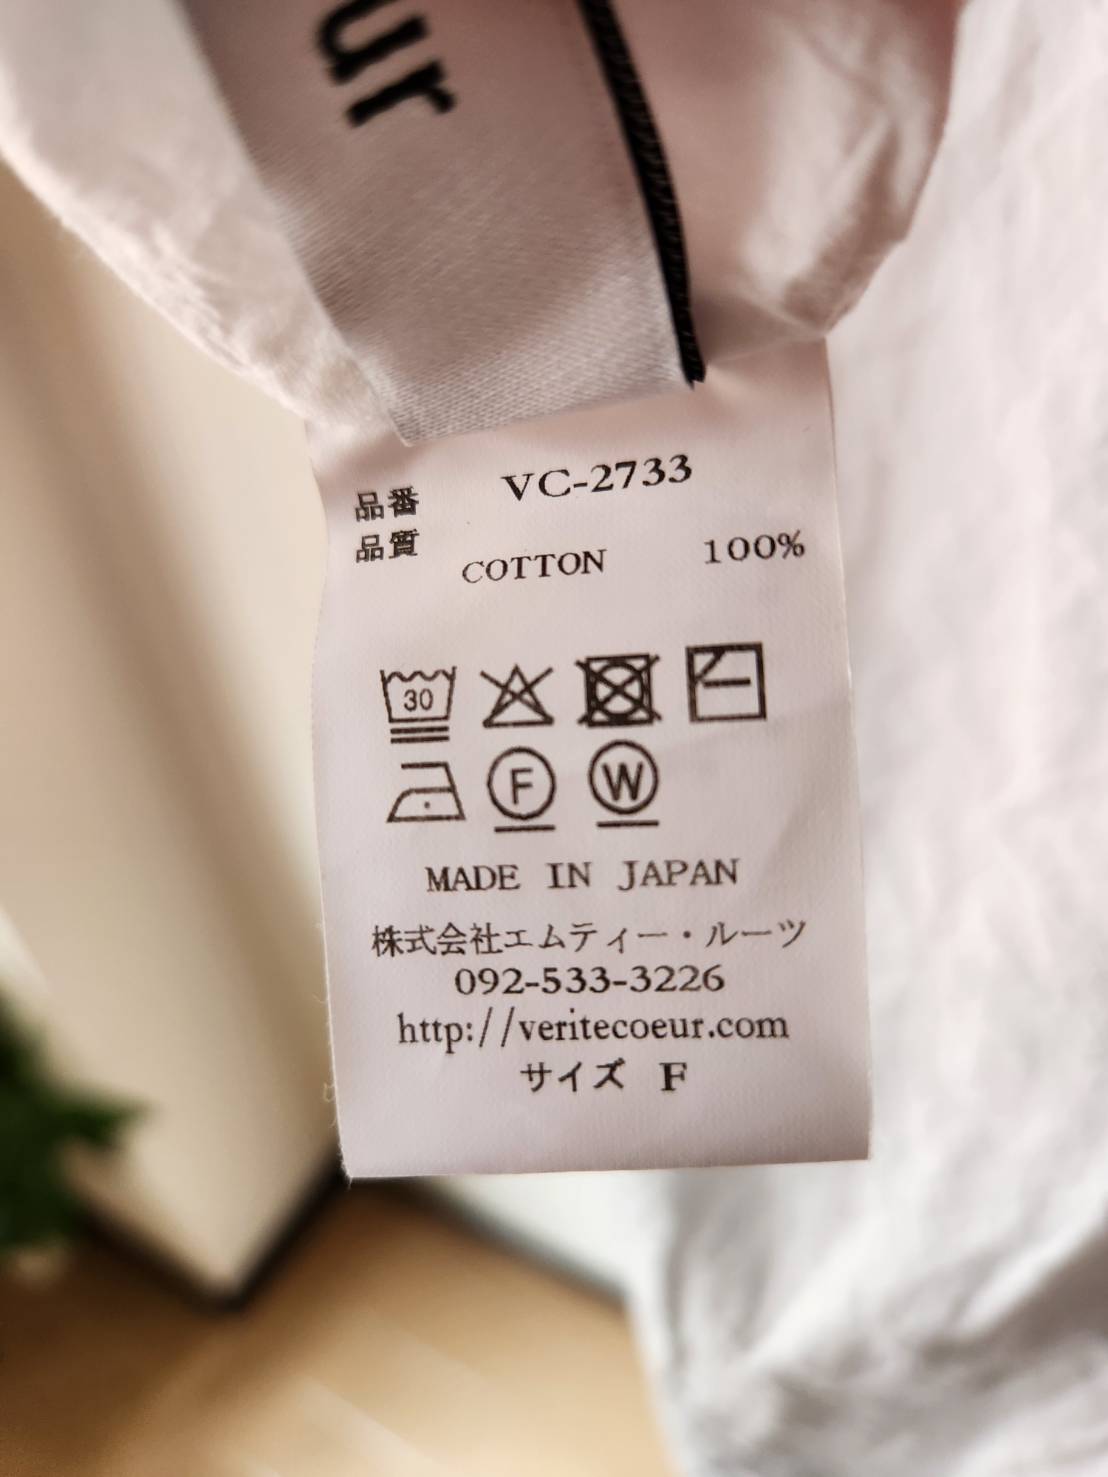 ur
品番 VC-2733
品質 COTTON 100%
30
F W
MADE IN JAPAN
株式会社エムティー・ルーツ
092-533-3226
http://veritecoeur.com
サイズ F